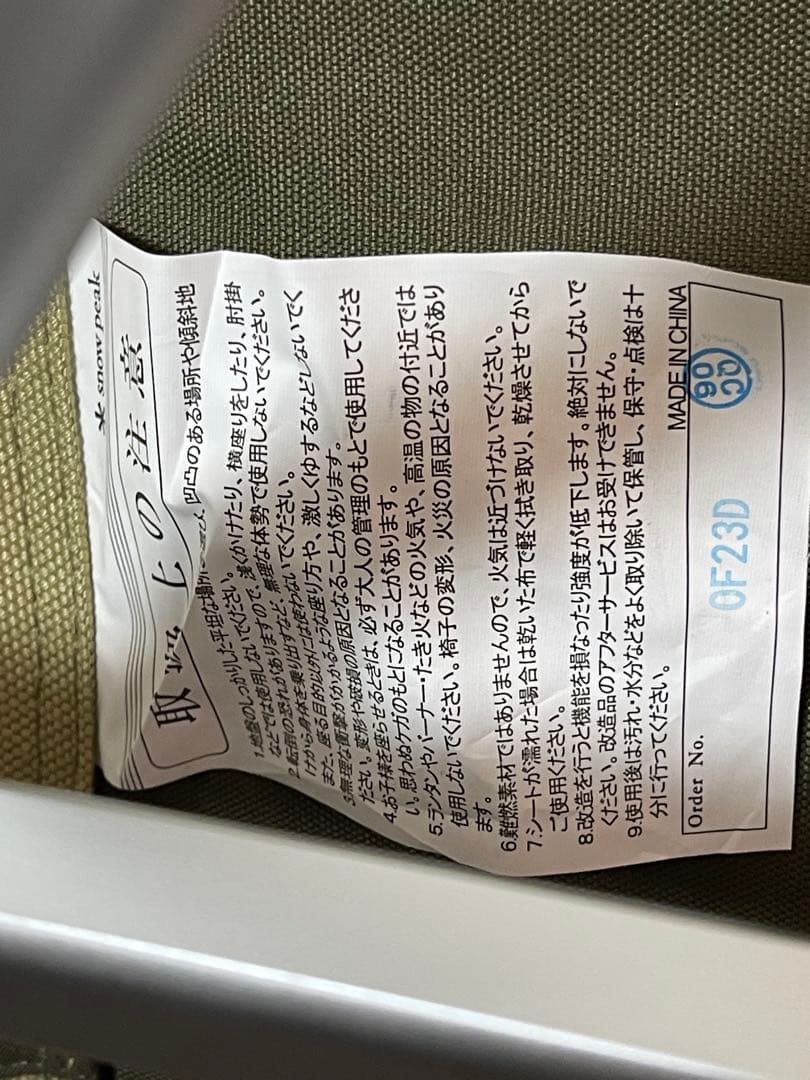 snow peak
取扱上の注意
1.地盤のしっかりした平坦な場所 凹凸のある場所や傾斜地
などでは使用しないでください。
2.転倒の恐れがありますので、浅くかけたり、横座りをしたり、肘掛
けから身体を乗り出すなど、無理な体勢で使用しないでください。
また、座る目的以外には使わないでください。
3.無理な衝撃がかかるような座り方や、激しくゆするなどしないでく
ださい。変形や破損の原因となることがあります。
4.お子様を座らせるときは、必ず大人の管理のもとで使用してくださ
い。思わぬケガのもとになることがあります。
5.ランタンやバーナー・たき火などの火気や、高温の物の付近では
使用しないでください。椅子の変形、火災の原因となることがあり
ます。
6.難燃素材ではありませんので、火気は近づけないでください。
7.シートが濡れた場合は乾いた布で軽く拭き取り、乾燥させてから
ご使用ください。
8.改造を行うと機能を損なったり強度が低下します。絶対にしないで
ください。改造品のアフターサービスはお受けできません。
9.使用後は汚れ・水分などをよく取り除いて保管し、保守・点検は十
分に行ってください。
MADE IN CHINA
Order No. 0F23D
QC
06